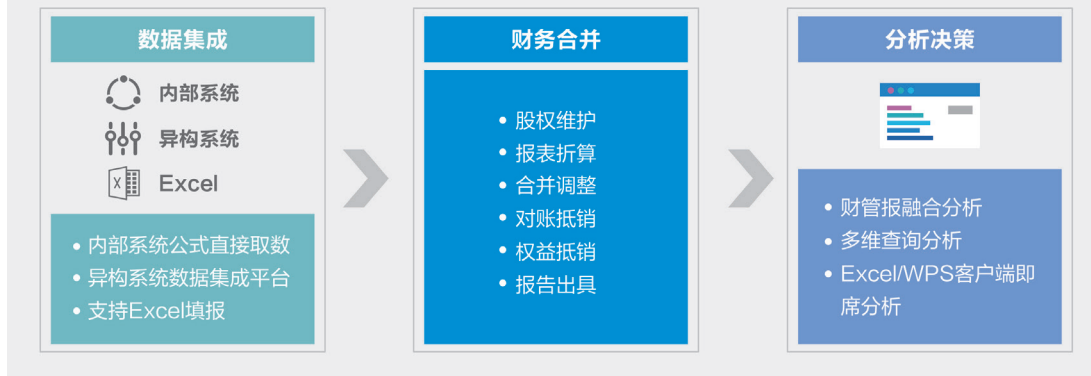 数据集成
内部系统
异构系统
Excel
• 内部系统公式直接取数
• 异构系统数据集成平台
• 支持Excel填报
财务合并
• 股权维护
• 报表折算
• 合并调整
• 对账抵销
• 权益抵销
• 报告出具
分析决策
• 财管报融合分析
• 多维查询分析
• Excel/WPS客户端即
席分析